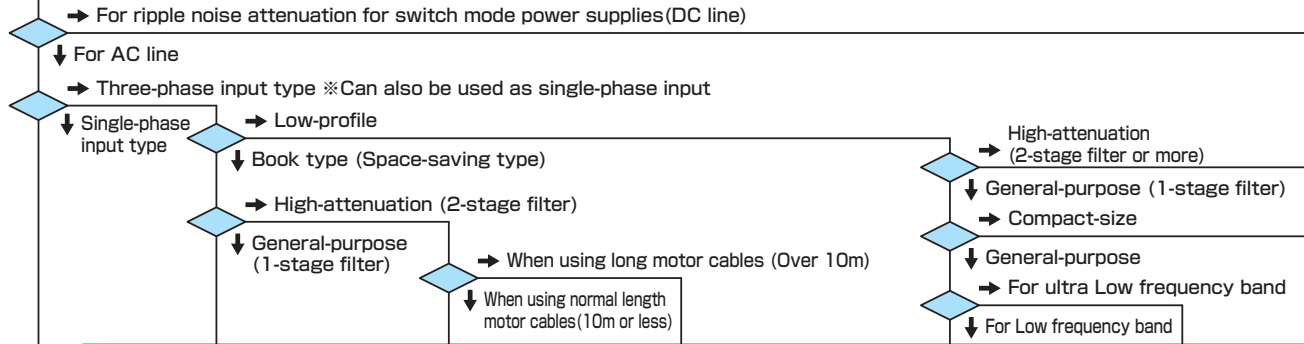 ➔ For ripple noise attenuation for switch mode power supplies(DC line)
For AC line
➔ Three-phase input type ※Can also be used as single-phase input
Single-phase
input type
➔ Low-profile
Book type (Space-saving type)
High-attenuation
(2-stage filter or more)
General-purpose (1-stage filter)
➔ High-attenuation (2-stage filter)
General-purpose
(1-stage filter)
➔ Compact-size
General-purpose
➔ When using long motor cables (Over 10m)
When using normal length
motor cables(10m or less)
➔ For ultra Low frequency band
For Low frequency band